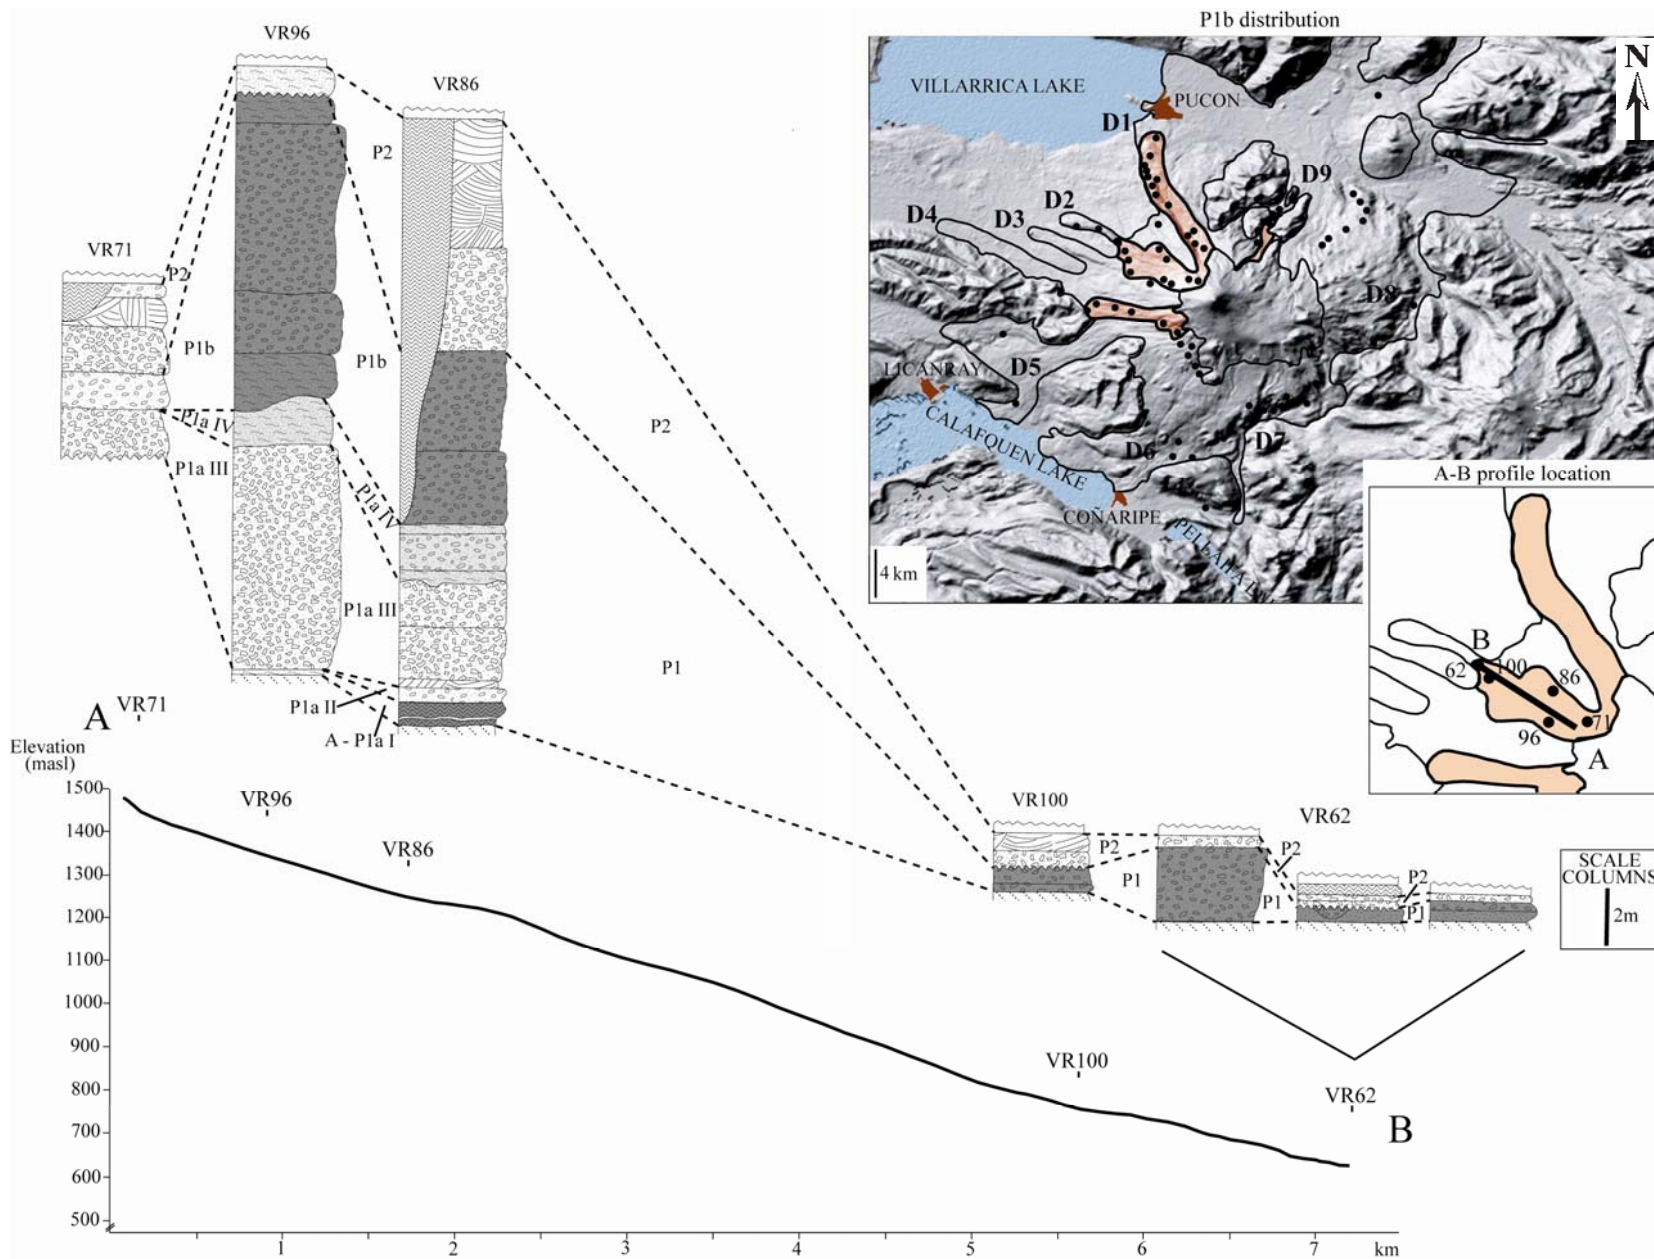 P1b distribution
VR96
VR86
VR71
P2
P2
P1b
P1b
P1a IV
P1a III
P1a IV
P1a III
P1a II
A - P1a I
P2
P1
N
VILLARRICA LAKE
PUCON
D1
D9
D2
D3
D4
D8
D5
LICANRAY
CALAFQUEN LAKE
D6
D7
COÑARIPE
4 km
A-B profile location
B
62
100
86
71
96
A
VR100
VR62
P2
P1
P2
P1
P2
P1
SCALE
COLUMNS
2m
A
VR71
Elevation
(masl)
1500
1400
1300
1200
1100
1000
900
800
700
600
500
VR96
VR86
VR100
VR62
B
1
2
3
4
5
6
7
km